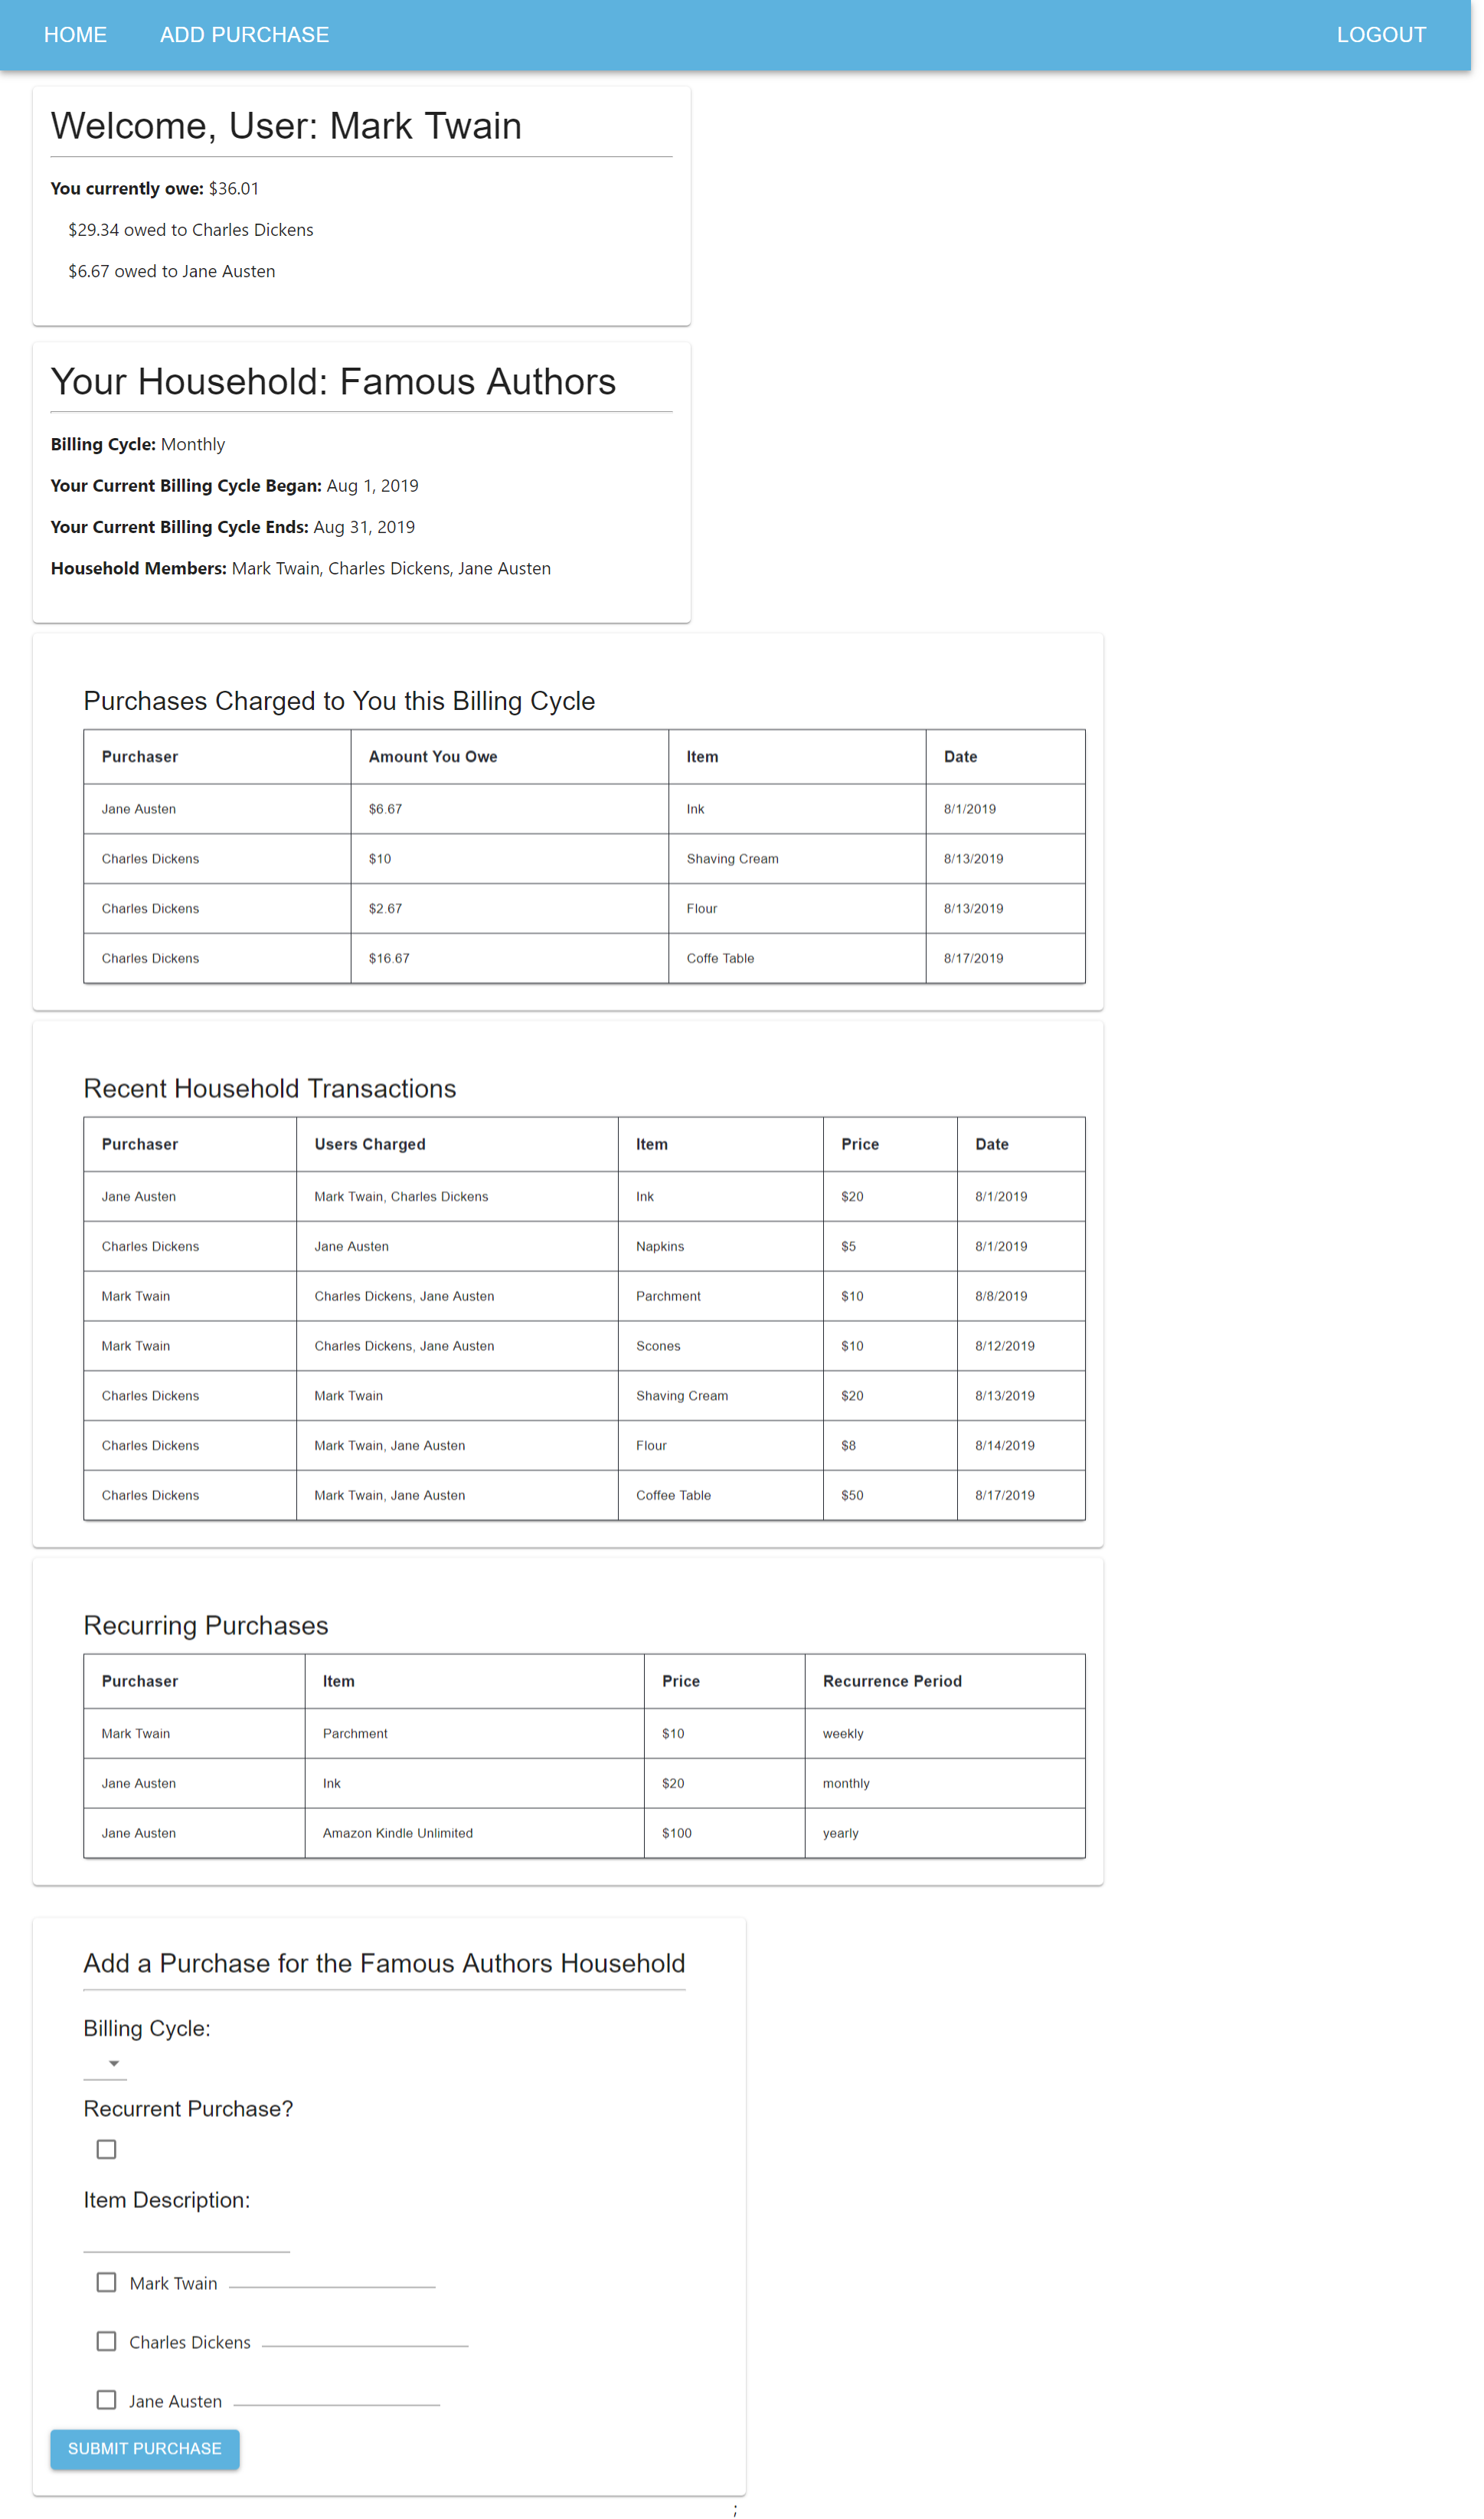 HOME ADD PURCHASE LOGOUT
Welcome, User: Mark Twain
You currently owe: $36.01
$29.34 owed to Charles Dickens
$6.67 owed to Jane Austen
Your Household: Famous Authors
Billing Cycle: Monthly
Your Current Billing Cycle Began: Aug 1, 2019
Your Current Billing Cycle Ends: Aug 31, 2019
Household Members: Mark Twain, Charles Dickens, Jane Austen
Purchases Charged to You this Billing Cycle
Purchaser Amount You Owe Item Date
Jane Austen $6.67 Ink 8/1/2019
Charles Dickens $10 Shaving Cream 8/13/2019
Charles Dickens $2.67 Flour 8/13/2019
Charles Dickens $16.67 Coffe Table 8/17/2019
Recent Household Transactions
Purchaser Users Charged Item Price Date
Jane Austen Mark Twain, Charles Dickens Ink $20 8/1/2019
Charles Dickens Jane Austen Napkins $5 8/1/2019
Mark Twain Charles Dickens, Jane Austen Parchment $10 8/8/2019
Mark Twain Charles Dickens, Jane Austen Scones $10 8/12/2019
Charles Dickens Mark Twain Shaving Cream $20 8/13/2019
Charles Dickens Mark Twain, Jane Austen Flour $8 8/14/2019
Charles Dickens Mark Twain, Jane Austen Coffee Table $50 8/17/2019
Recurring Purchases
Purchaser Item Price Recurrence Period
Mark Twain Parchment $10 weekly
Jane Austen Ink $20 monthly
Jane Austen Amazon Kindle Unlimited $100 yearly
Add a Purchase for the Famous Authors Household
Billing Cycle:
Recurrent Purchase?
Item Description:
Mark Twain
Charles Dickens
Jane Austen
SUBMIT PURCHASE
;